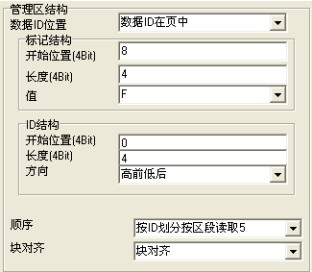 管理区结构
数据ID位置 数据ID在页中
标记结构
开始位置(4Bit) 8
长度(4Bit) 4
值 F
ID结构
开始位置(4Bit) 0
长度(4Bit) 4
方向 高前低后
顺序 按ID划分按区段读取5
块对齐 块对齐